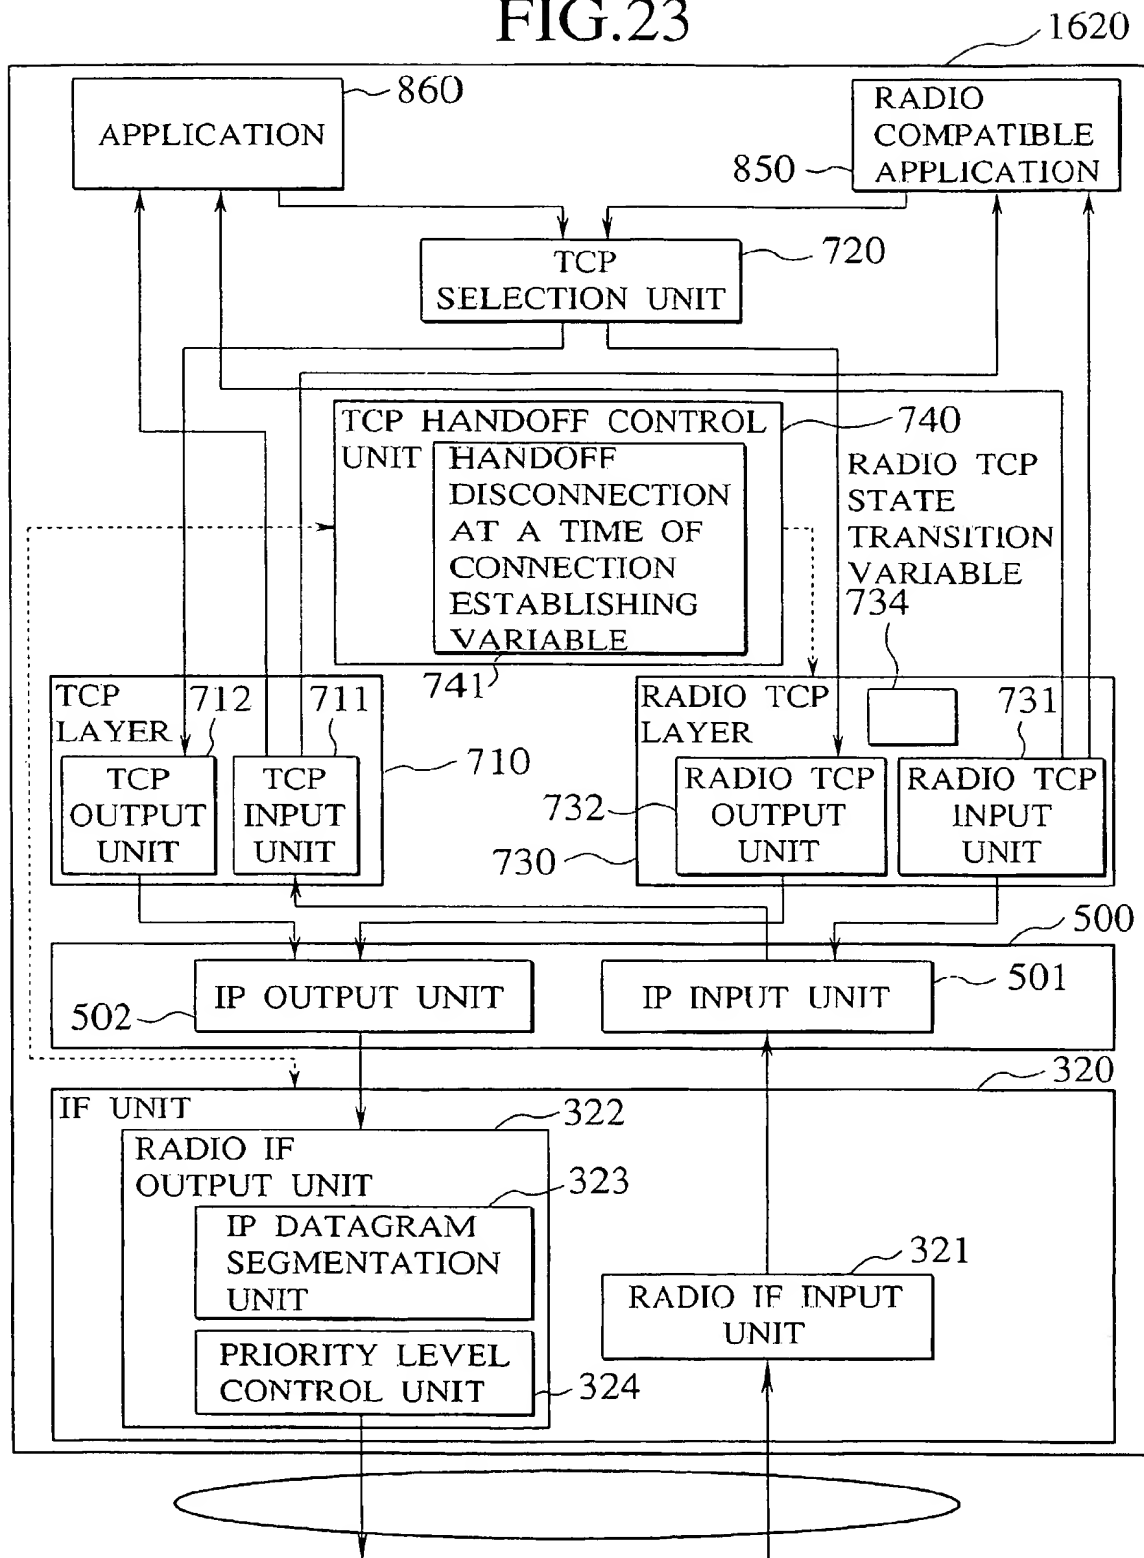 FIG.23
1620
860
APPLICATION
RADIO
COMPATIBLE
APPLICATION
850
TCP
SELECTION UNIT
720
TCP HANDOFF CONTROL
UNIT
740
HANDOFF
DISCONNECTION
AT A TIME OF
CONNECTION
ESTABLISHING
VARIABLE
741
RADIO TCP
STATE
TRANSITION
VARIABLE
734
TCP
LAYER
712
711
TCP
OUTPUT
UNIT
TCP
INPUT
UNIT
710
RADIO TCP
LAYER
731
732
730
RADIO TCP
OUTPUT
UNIT
RADIO TCP
INPUT
UNIT
500
IP OUTPUT UNIT
502
IP INPUT UNIT
501
320
IF UNIT
322
RADIO IF
OUTPUT UNIT
323
IP DATAGRAM
SEGMENTATION
UNIT
321
RADIO IF INPUT
UNIT
PRIORITY LEVEL
CONTROL UNIT
324